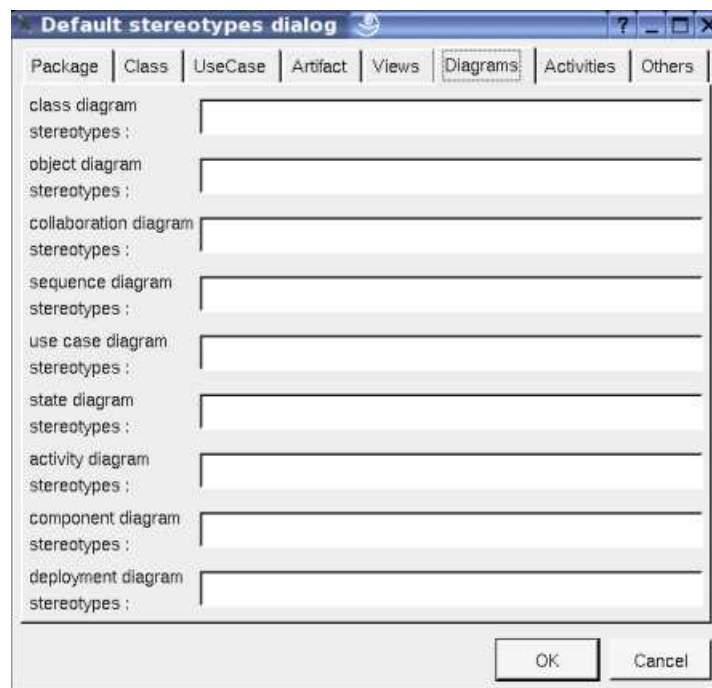 Default stereotypes dialog
Package Class UseCase Artifact Views Diagrams Activities Others
class diagram
stereotypes :
object diagram
stereotypes :
collaboration diagram
stereotypes :
sequence diagram
stereotypes :
use case diagram
stereotypes :
state diagram
stereotypes :
activity diagram
stereotypes :
component diagram
stereotypes :
deployment diagram
stereotypes :
OK Cancel